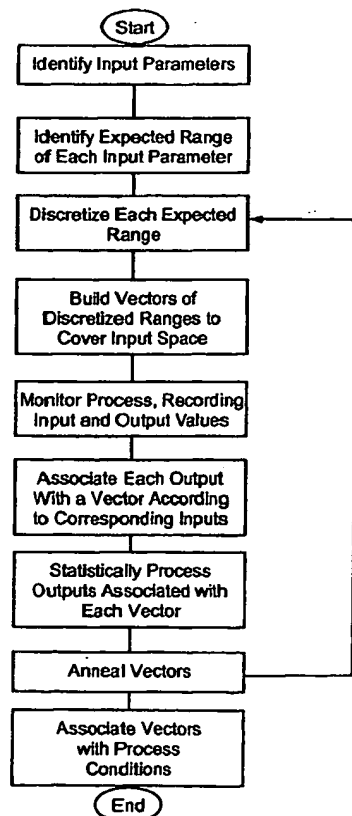 Start
Identify Input Parameters
Identify Expected Range
of Each Input Parameter
Discretize Each Expected
Range
Build Vectors of
Discretized Ranges to
Cover Input Space
Monitor Process, Recording
Input and Output Values
Associate Each Output
With a Vector According
to Corresponding Inputs
Statistically Process
Outputs Associated with
Each Vector
Anneal Vectors
Associate Vectors
with Process
Conditions
End